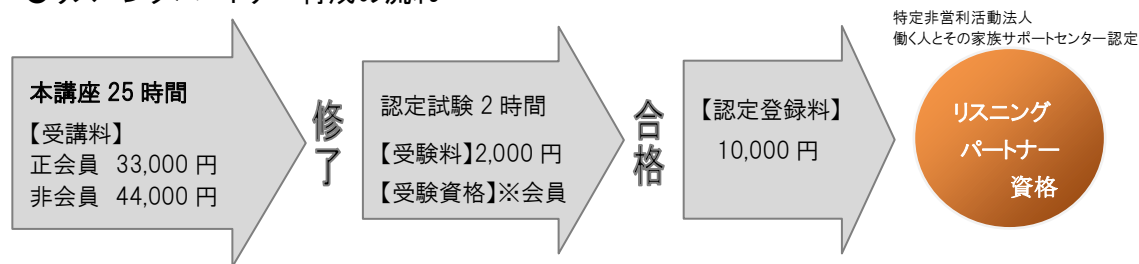 特定非営利活動法人
働く人とその家族サポートセンター認定
本講座 25 時間
【受講料】
正会員 33,000 円
非会員 44,000 円
修了
認定試験 2 時間
【受験料】2,000 円
【受験資格】※会員
合格
【認定登録料】
10,000 円
リスニング
パートナー
資格